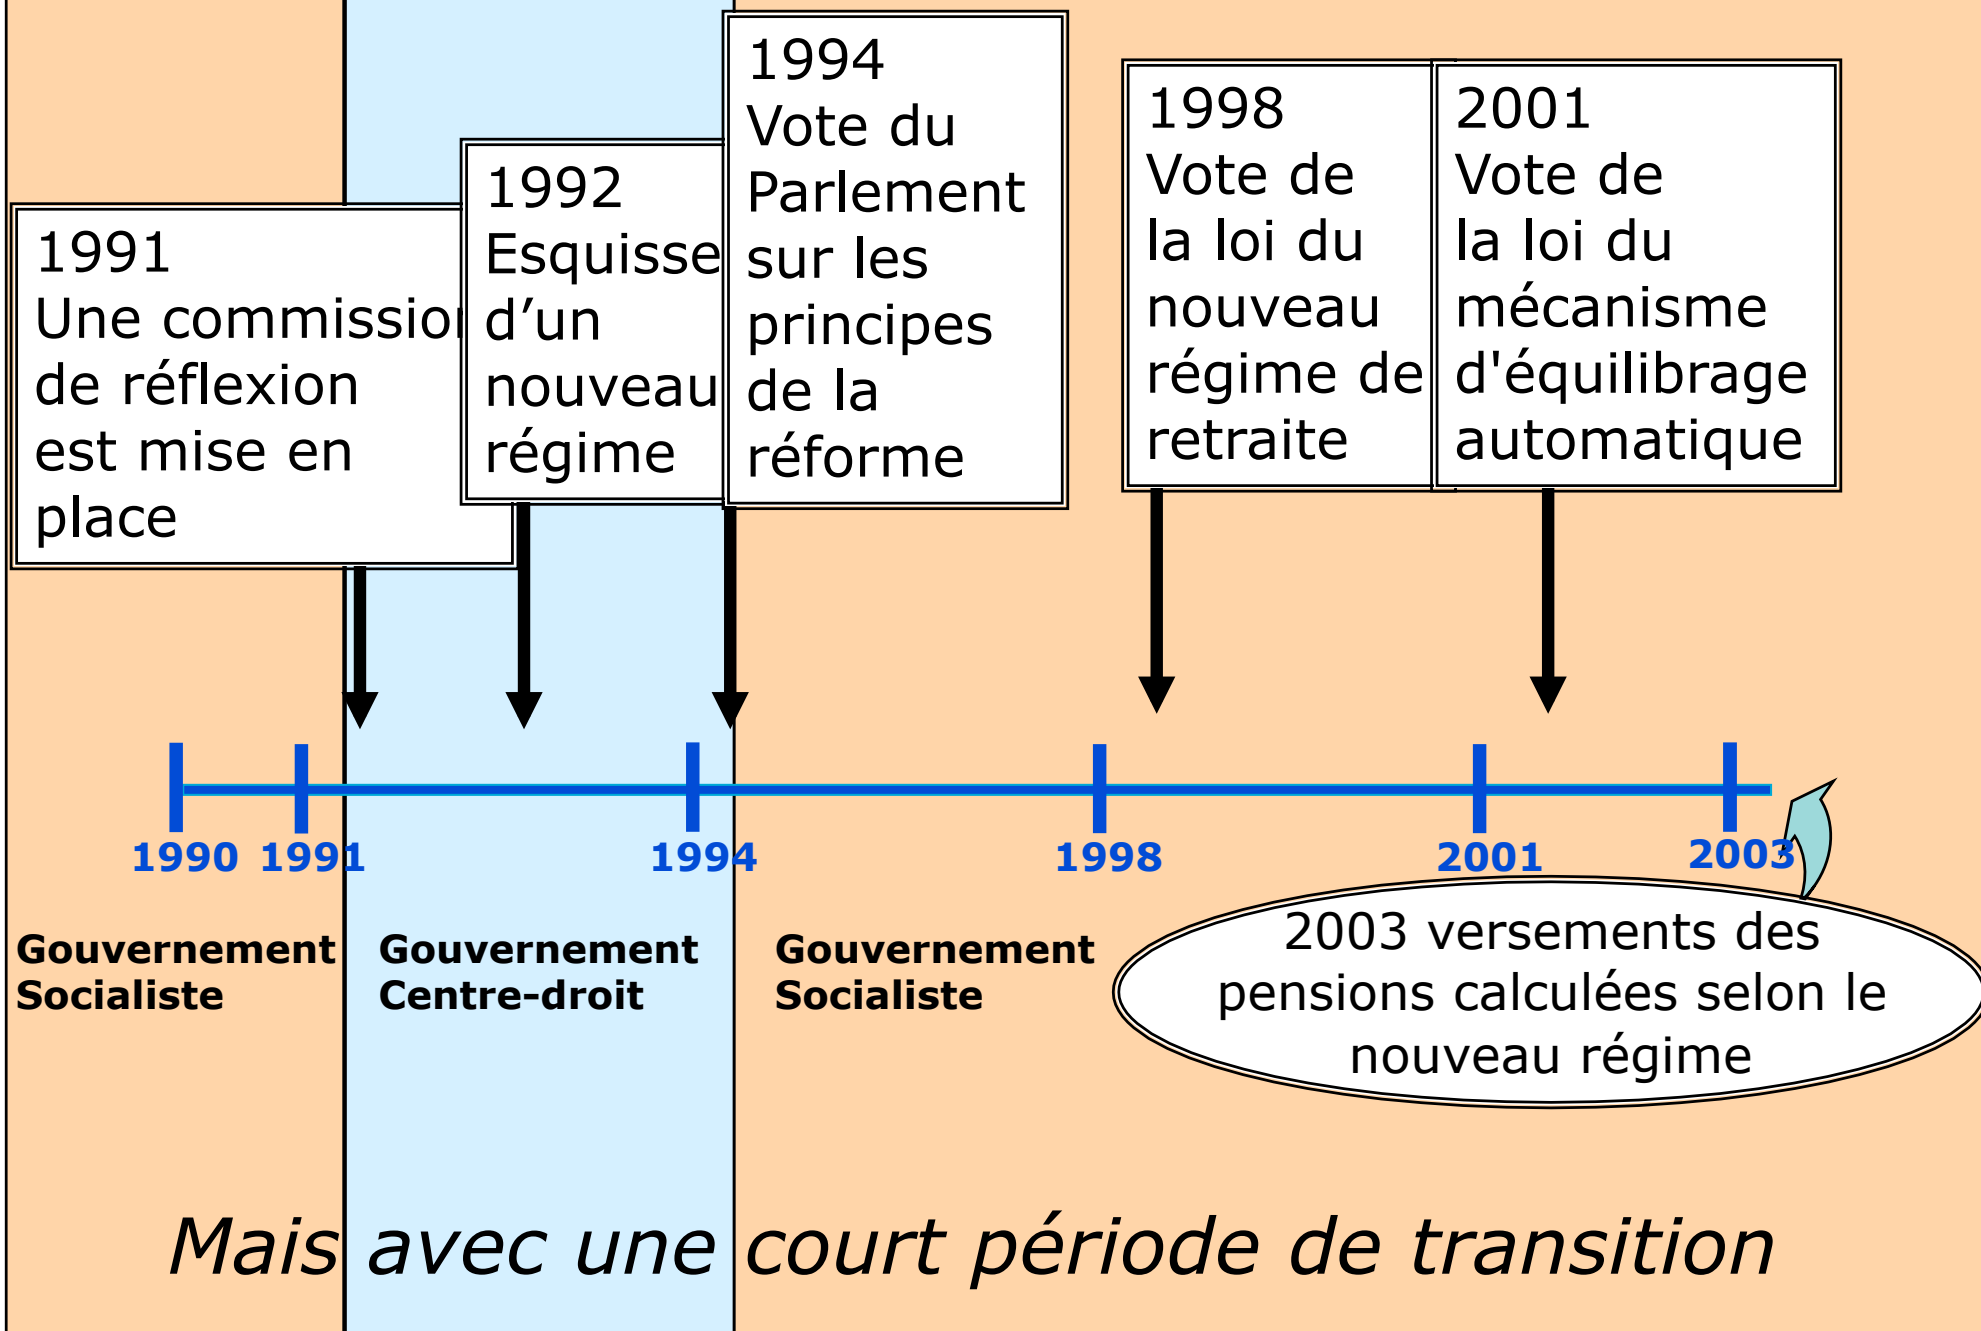 1991
Une commission
de réflexion
est mise en
place
1992
Esquisse
d’un
nouveau
régime
1994
Vote du
Parlement
sur les
principes
de la
réforme
1998
Vote de
la loi du
nouveau
régime de
retraite
2001
Vote de
la loi du
mécanisme
d'équilibrage
automatique
1990 1991 1994 1998 2001 2003
Gouvernement
Socialiste
Gouvernement
Centre-droit
Gouvernement
Socialiste
2003 versements des
pensions calculées selon le
nouveau régime
Mais avec une court période de transition